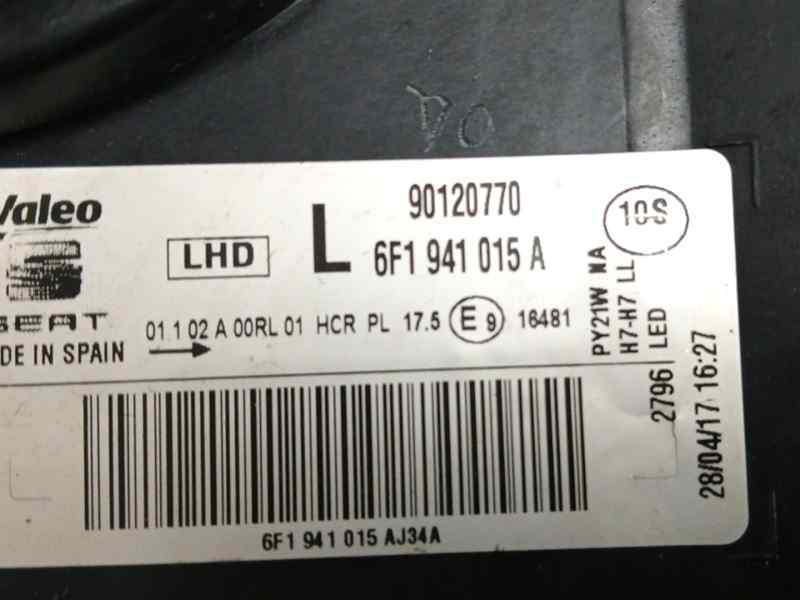 Valeo
SEAT
DE IN SPAIN
LHD
L
90120770
6F1 941 015 A
10S
01 1 02 A 00RL 01 HCR PL 17.5 E9 16481
PY21W NA
H7-H7 LL
LED
2796
28/04/17 16:27
6F1 941 015 AJ34A